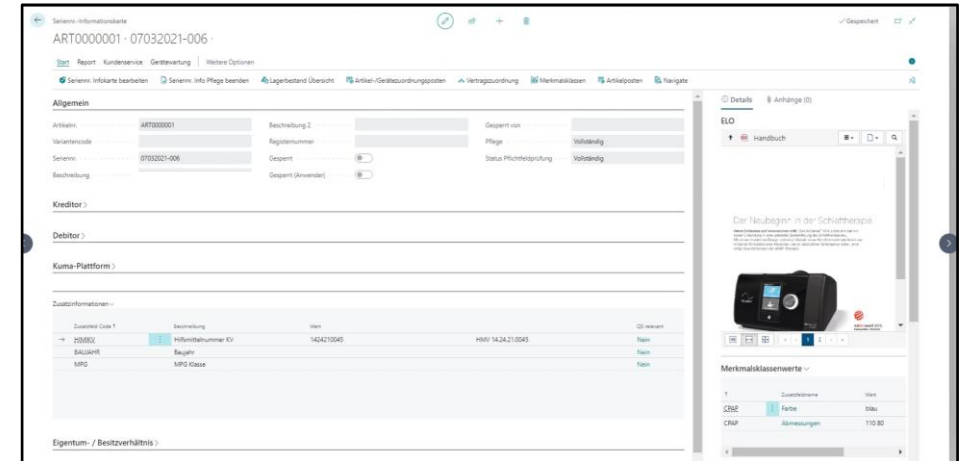 Seriennr.-Informationskarte
Gespeichert
ART0000001 · 07032021-006 ·
Start Report Kundenservice Gerätewartung Weitere Optionen
Seriennr. Infokarte bearbeiten Seriennr. Info Pflege beenden Lagerbestand Übersicht Artikel-/Gerätezuordnungsposten Vertragszuordnung Merkmalsklassen Artikelposten Navigate
Allgemein
Artikelnr. ART0000001
Variantencode
Seriennr. 07032021-006
Beschreibung
Beschreibung 2
Registernummer
Gesperrt
Gesperrt (Anwender)
Gesperrt von
Pflege Vollständig
Status Pflichtfeldprüfung Vollständig
Kreditor >
Debitor >
Kuma-Plattform >
Zusatzinformationen
Zusatzfeld Code ↑ Beschreibung Wert QS relevant
→ HIMIKV Hilfsmittelnummer KV 1424210045 HMV 14.24.21.0045 Nein
BAUJAHR Baujahr Nein
MPG MPG Klasse Nein
Eigentum- / Besitzverhältnis >
Details Anhänge (0)
ELO
Handbuch
Der Neubeginn in der Schlaftherapie
1 2
Merkmalsklassenwerte
Zusatzfeldname Wert
CPAP Farbe blau
CPAP Abmessungen 110 80